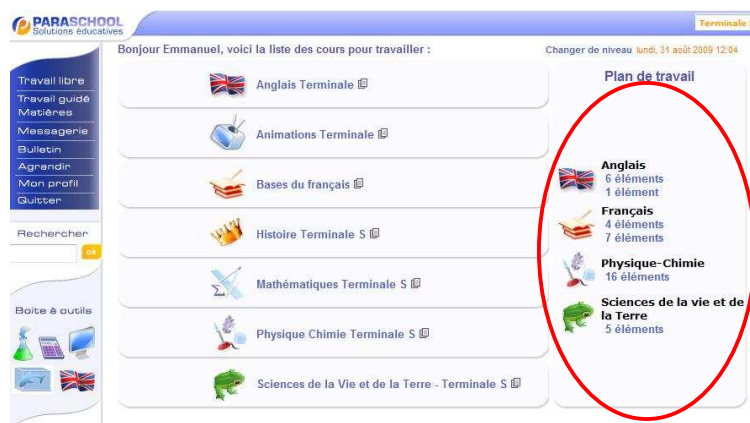 PARASCHOOL
Solutions éducatives
Terminale
Bonjour Emmanuel, voici la liste des cours pour travailler :
Changer de niveau lundi, 31 août 2009 12:04
Travail libre
Travail guidé
Matières
Messagerie
Bulletin
Agrandir
Mon profil
Quitter
Rechercher
ok
Boite à outils
Anglais Terminale
Animations Terminale
Bases du français
Histoire Terminale S
Mathématiques Terminale S
Physique Chimie Terminale S
Sciences de la Vie et de la Terre - Terminale S
Plan de travail
Anglais
6 éléments
1 élément
Français
4 éléments
7 éléments
Physique-Chimie
16 éléments
Sciences de la vie et de
la Terre
5 éléments